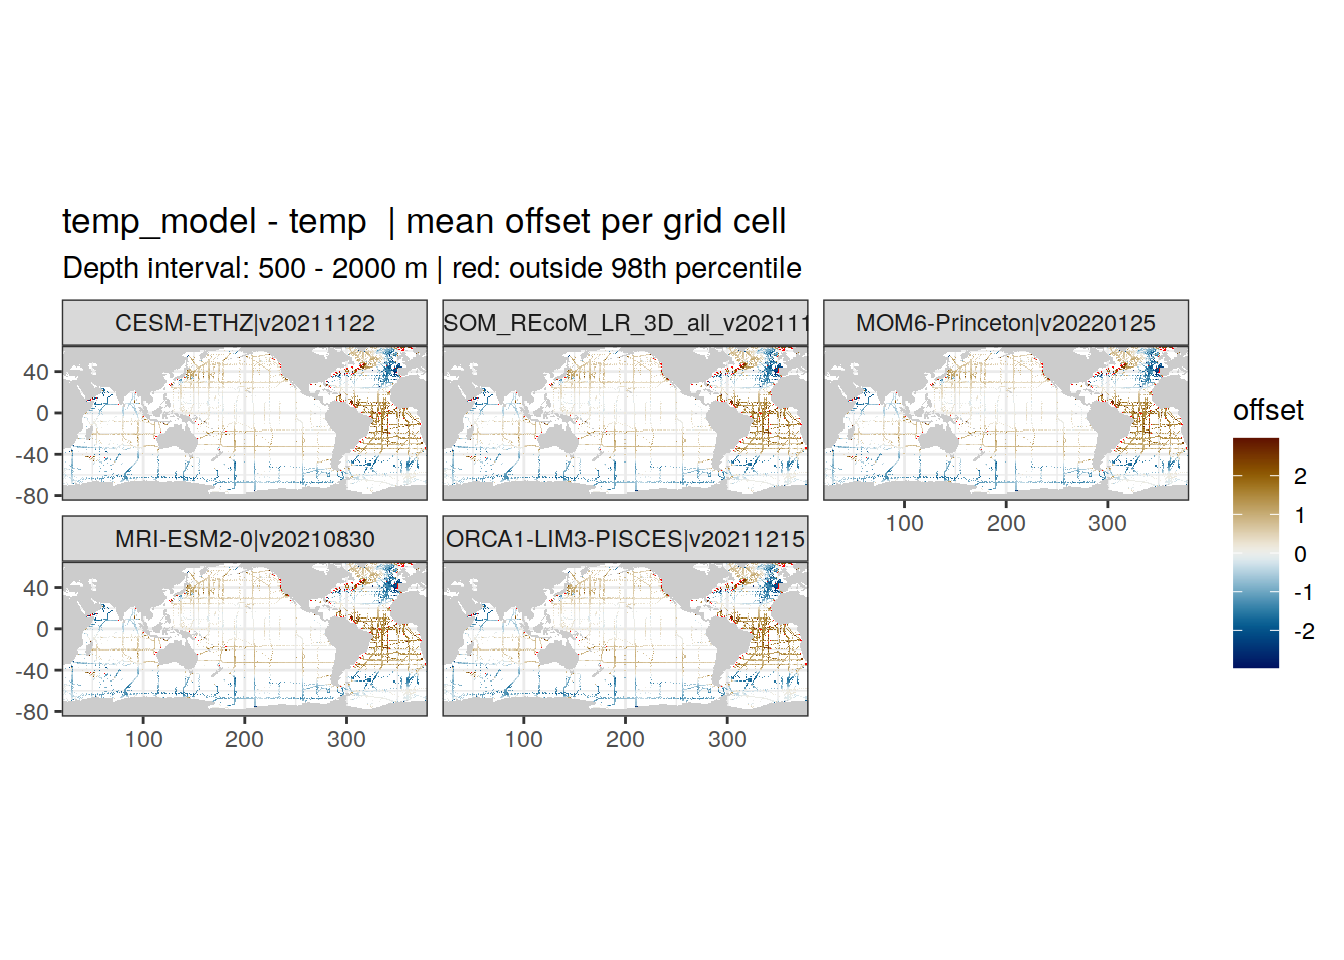 temp_model - temp  | mean offset per grid cell
Depth interval: 500 - 2000 m | red: outside 98th percentile
CESM-ETHZ|v20211122
SOM_REcoM_LR_3D_all_v202111
MOM6-Princeton|v20220125
40
0
-40
-80
100
200
300
MRI-ESM2-0|v20210830
ORCA1-LIM3-PISCES|v20211215
40
0
-40
-80
100
200
300
100
200
300
offset
2
1
0
-1
-2